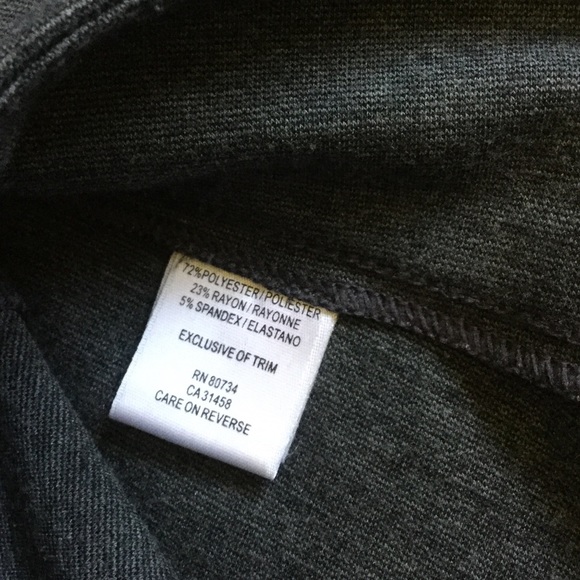 72%POLYESTER/POLIESTER
23% RAYON/RAYONNE
5% SPANDEX/ELASTANO
EXCLUSIVE OF TRIM
RN 80734
CA 31458
CARE ON REVERSE